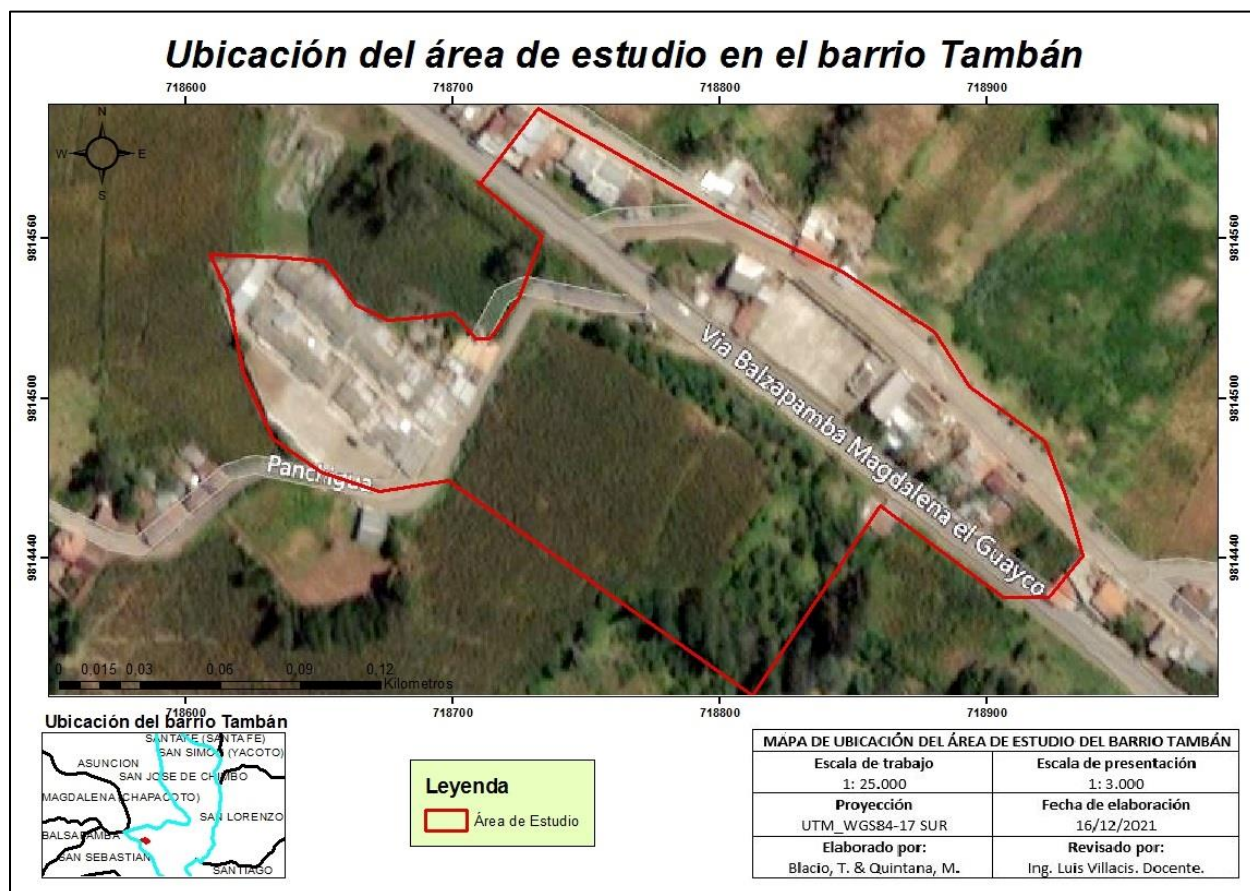 Ubicación del área de estudio en el barrio Tambán
718600 718700 718800 718900
N
W E
S
9814560 9814560
9814500 9814500
9814440 9814440
Via Balzapamba Magdalena el Guayco
Panchigua
0 0,015 0,03 0,06 0,09 0,12
Kilometros
718600 718700 718800 718900
Ubicación del barrio Tambán
SANTAFE (SANTA FE)
SAN SIMON (YACOTO)
ASUNCION
SAN JOSE DE CHIMBO
MAGDALENA (CHAPACOTO)
SAN LORENZO
BALSAPAMBA
SAN SEBASTIAN
SANTIAGO
Leyenda
Área de Estudio
MAPA DE UBICACIÓN DEL ÁREA DE ESTUDIO DEL BARRIO TAMBÁN
Escala de trabajo Escala de presentación
1: 25.000 1: 3.000
Proyección Fecha de elaboración
UTM_WGS84-17 SUR 16/12/2021
Elaborado por: Revisado por:
Blacio, T. & Quintana, M. Ing. Luis Villacis. Docente.